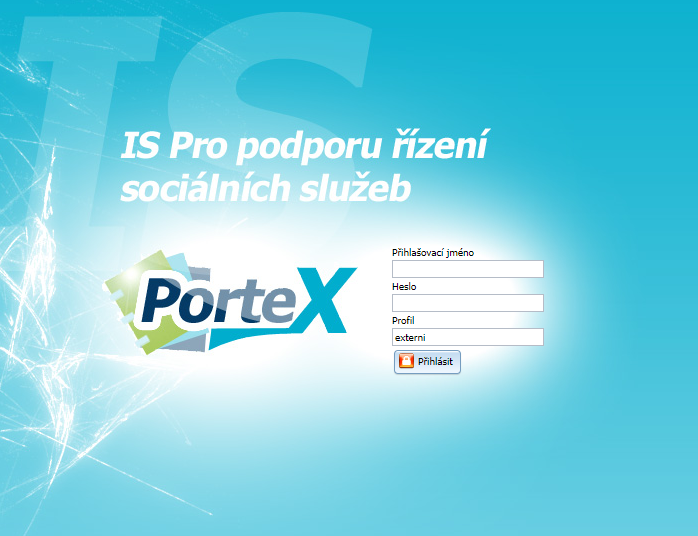 IS
IS Pro podporu řízení
sociálních služeb
PorteX
Přihlašovací jméno
Heslo
Profil
externi
Přihlásit